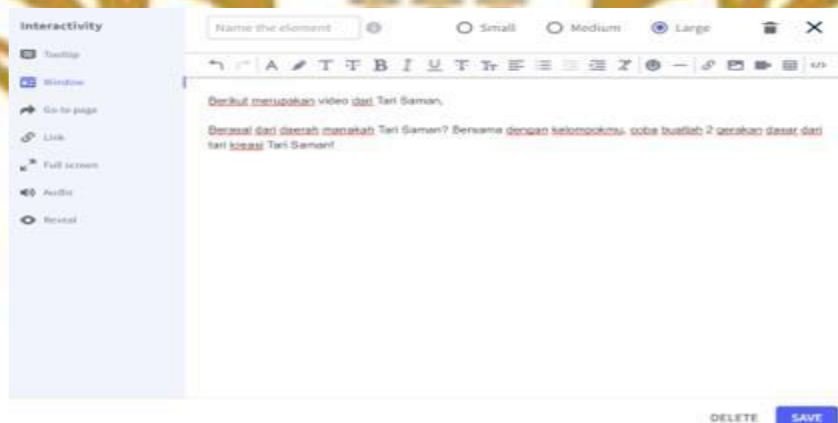 Interactivity
Name the element
Small
Medium
Large
Tooltip
Window
Go to page
Link
Full screen
Audio
Reveal
Berikut merupakan video dari Tari Saman,
Berasal dari daerah manakah Tari Saman? Bersama dengan kelompokmu, coba buatlah 2 gerakan dasar dari
tari kreasi Tari Saman!
DELETE
SAVE